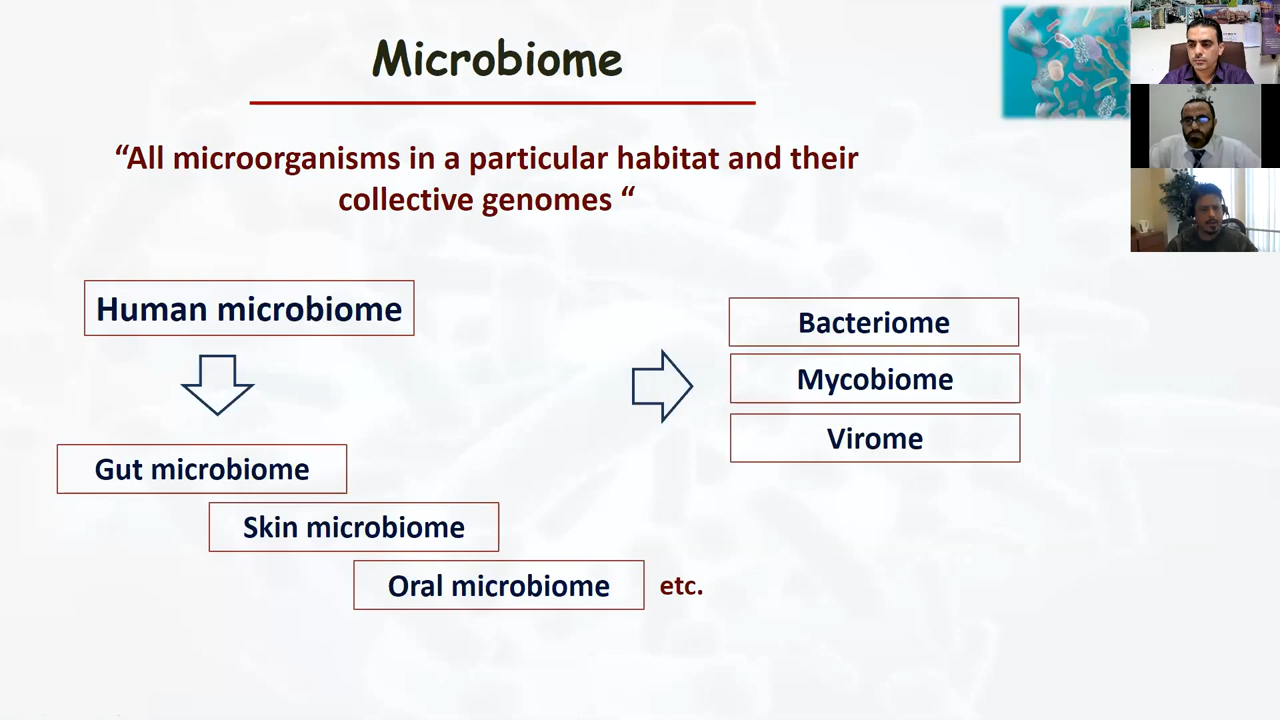 Microbiome
“All microorganisms in a particular habitat and their
collective genomes “
Human microbiome
Gut microbiome
Skin microbiome
Oral microbiome
etc.
Bacteriome
Mycobiome
Virome